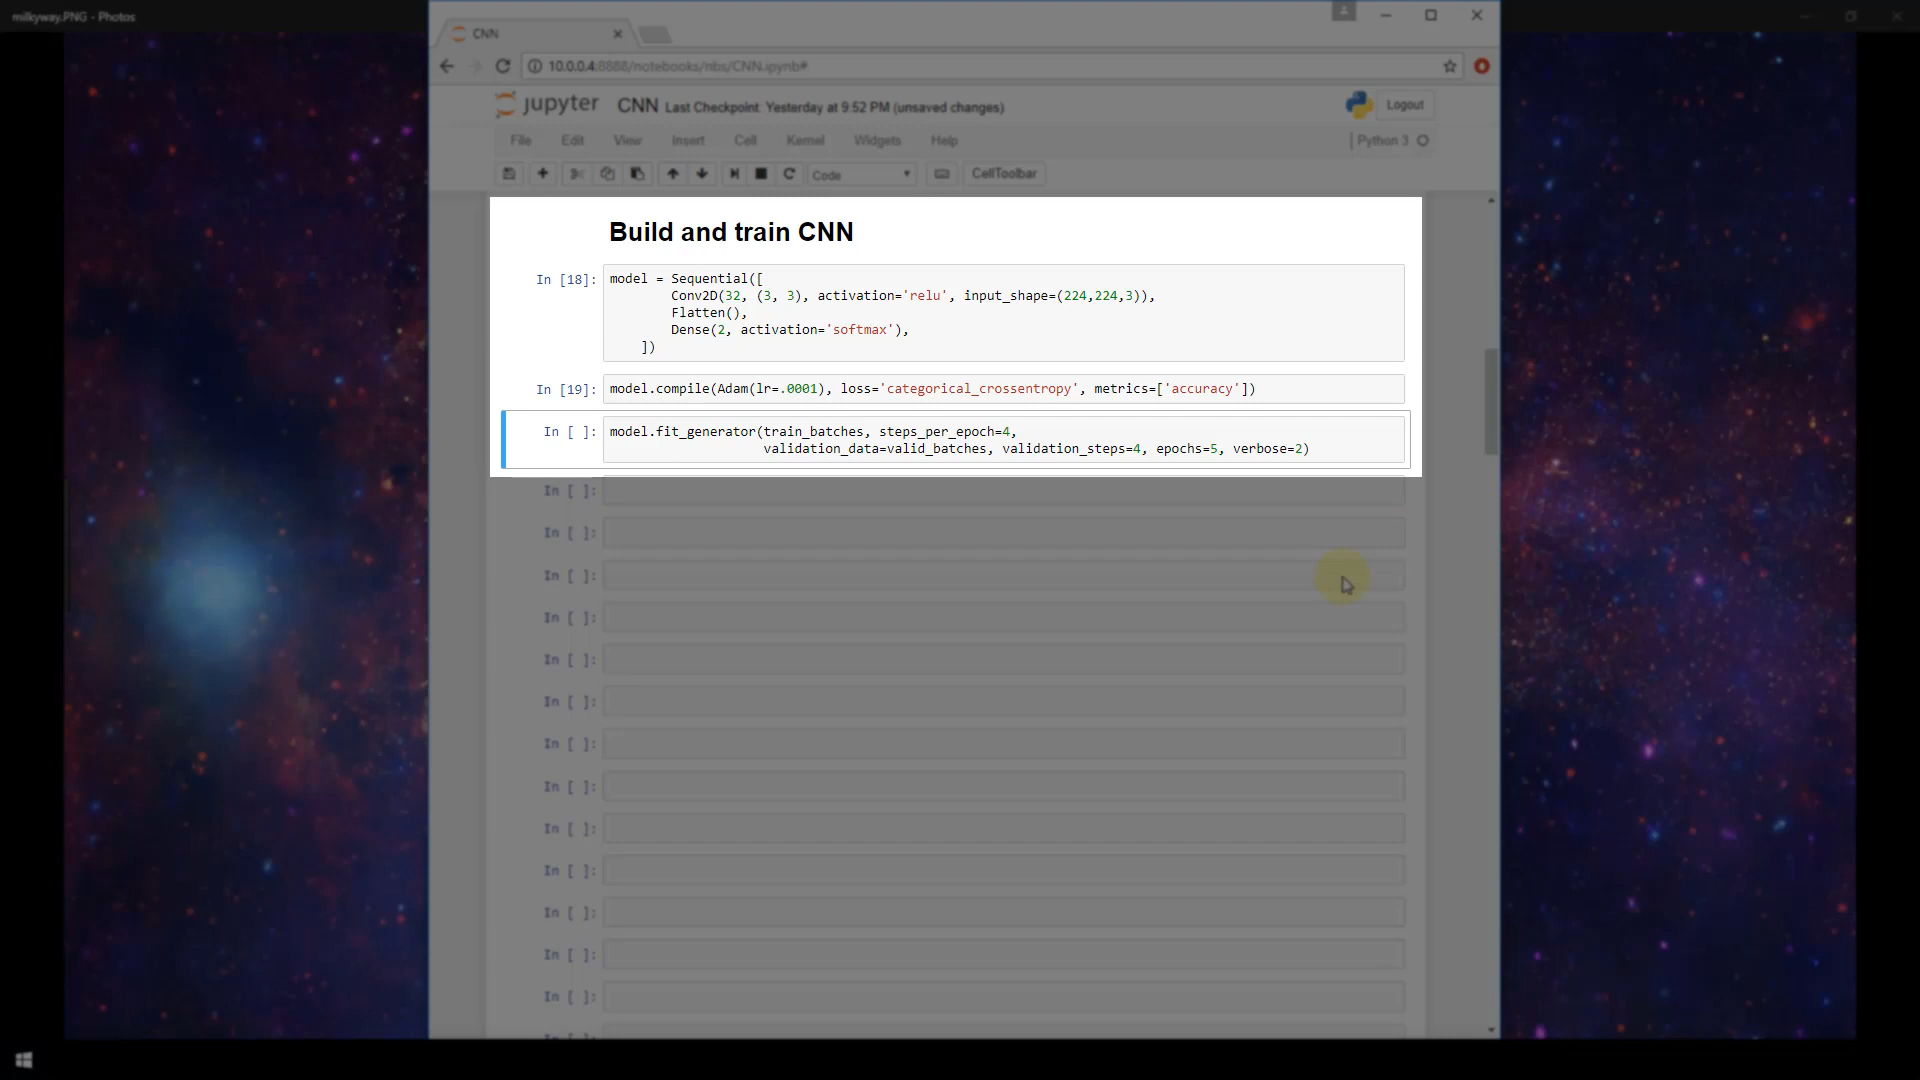 milkyway.PNG - Photos
CNN
10.0.0.4:8888/notebooks/nbs/CNN.ipynb#
jupyter CNN Last Checkpoint: Yesterday at 9:52 PM (unsaved changes)
Logout
File Edit View Insert Cell Kernel Widgets Help
Python 3
Code
CellToolbar
Build and train CNN
In [18]: model = Sequential([
Conv2D(32, (3, 3), activation='relu', input_shape=(224,224,3)),
Flatten(),
Dense(2, activation='softmax'),
])
In [19]: model.compile(Adam(lr=.0001), loss='categorical_crossentropy', metrics=['accuracy'])
In [ ]: model.fit_generator(train_batches, steps_per_epoch=4,
validation_data=valid_batches, validation_steps=4, epochs=5, verbose=2)
In [ ]:
In [ ]:
In [ ]:
In [ ]:
In [ ]:
In [ ]:
In [ ]:
In [ ]:
In [ ]:
In [ ]:
In [ ]:
In [ ]:
In [ ]: